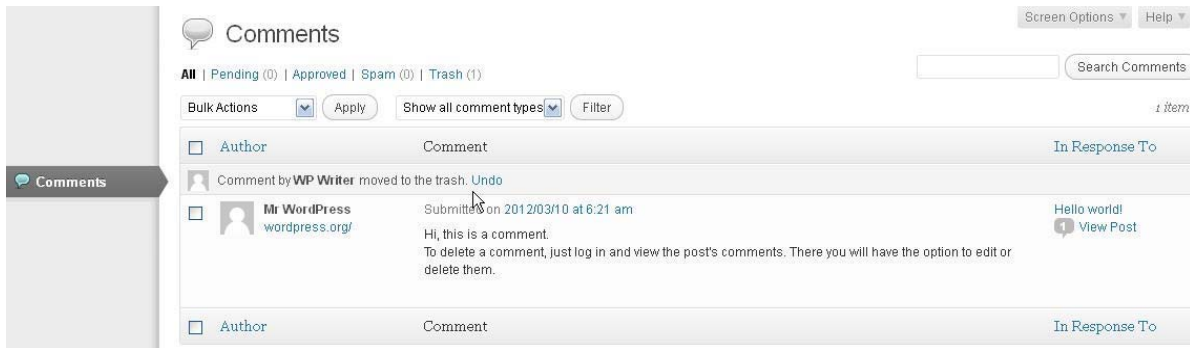 Screen Options Help
Comments
All | Pending (0) | Approved | Spam (0) | Trash (1)
Search Comments
Bulk Actions Apply Show all comment types Filter 1 item
Author Comment In Response To
Comments
Comment by WP Writer moved to the trash. Undo
Mr WordPress Submitted on 2012/03/10 at 6:21 am Hello world!
wordpress.org/ 1 View Post
Hi, this is a comment.
To delete a comment, just log in and view the post's comments. There you will have the option to edit or
delete them.
Author Comment In Response To